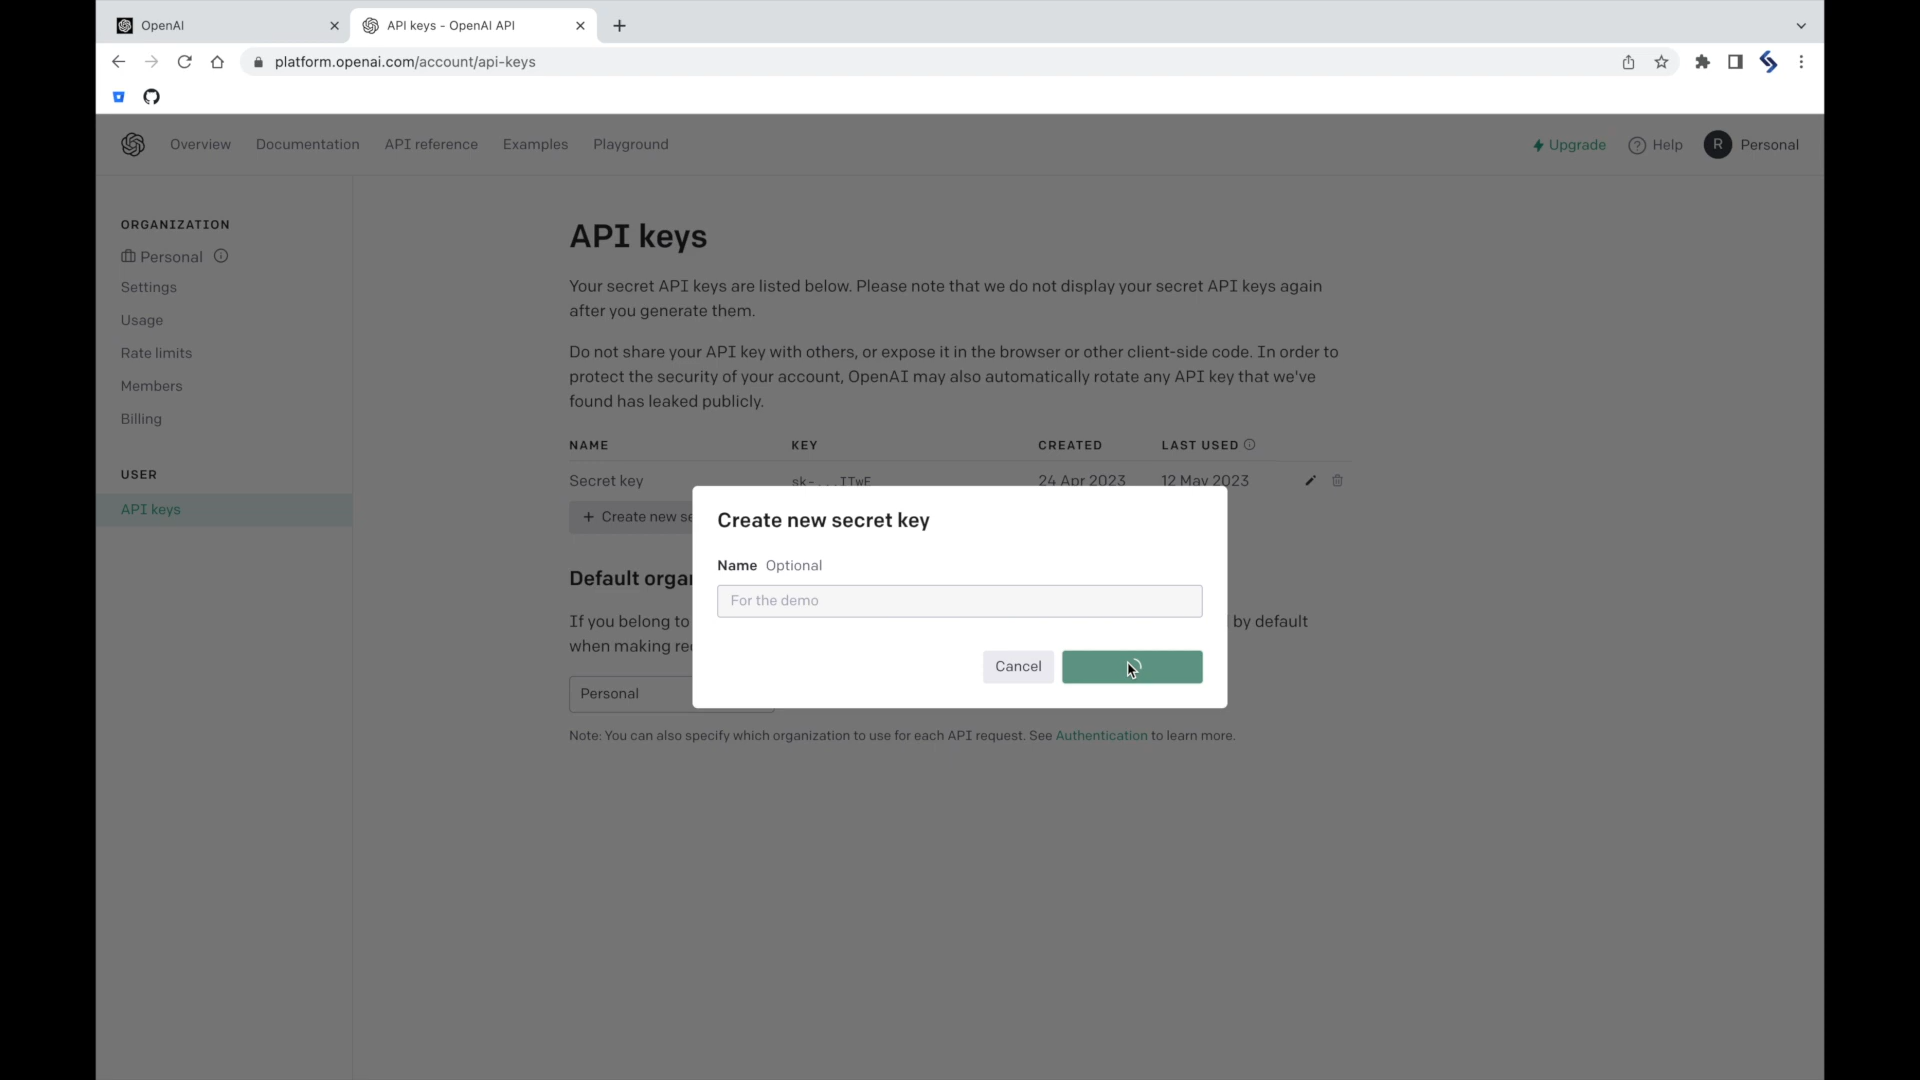 OpenAI
API keys - OpenAI API
platform.openai.com/account/api-keys
Overview
Documentation
API reference
Examples
Playground
Upgrade
Help
R
Personal
ORGANIZATION
Personal
Settings
Usage
Rate limits
Members
Billing
USER
API keys
API keys
Your secret API keys are listed below. Please note that we do not display your secret API keys again
after you generate them.
Do not share your API key with others, or expose it in the browser or other client-side code. In order to
protect the security of your account, OpenAI may also automatically rotate any API key that we've
found has leaked publicly.
NAME KEY CREATED LAST USED
Secret key sk-...ITwF 24 Apr 2023 12 May 2023
+ Create new se
Default orga
If you belong to by default
when making re
Personal
Note: You can also specify which organization to use for each API request. See Authentication to learn more.
Create new secret key
Name Optional
For the demo
Cancel